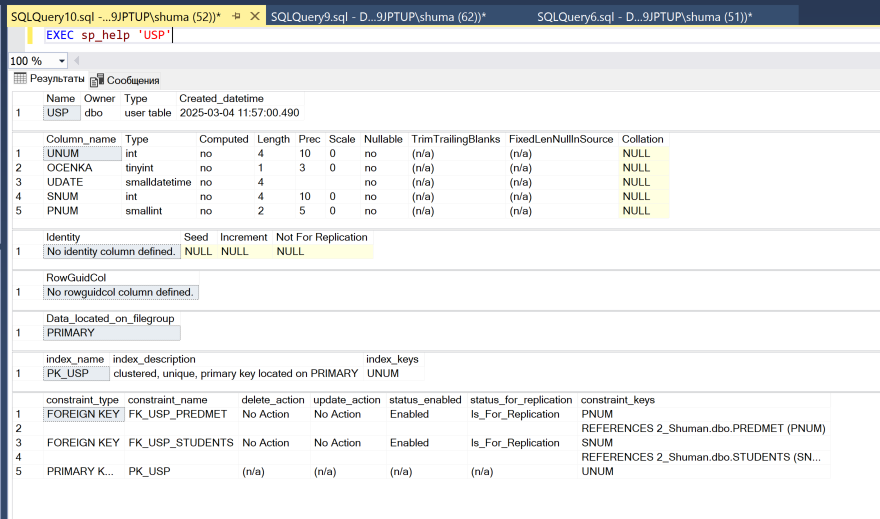 SQLQuery10.sql -...9JPTUP\shuma (52))* SQLQuery9.sql - D...9JPTUP\shuma (62))* SQLQuery6.sql - D...9JPTUP\shuma (51))*
EXEC sp_help 'USP'
100 %
Результаты Сообщения
Name Owner Type Created_datetime
1 USP dbo user table 2025-03-04 11:57:00.490
Column_name Type Computed Length Prec Scale Nullable TrimTrailingBlanks FixedLenNullInSource Collation
1 UNUM int no 4 10 0 no (n/a) (n/a) NULL
2 OCENKA tinyint no 1 3 0 no (n/a) (n/a) NULL
3 UDATE smalldatetime no 4 no (n/a) (n/a) NULL
4 SNUM int no 4 10 0 no (n/a) (n/a) NULL
5 PNUM smallint no 2 5 0 no (n/a) (n/a) NULL
Identity Seed Increment Not For Replication
1 No identity column defined. NULL NULL NULL
RowGuidCol
1 No rowguidcol column defined.
Data_located_on_filegroup
1 PRIMARY
index_name index_description index_keys
1 PK_USP clustered, unique, primary key located on PRIMARY UNUM
constraint_type constraint_name delete_action update_action status_enabled status_for_replication constraint_keys
1 FOREIGN KEY FK_USP_PREDMET No Action No Action Enabled Is_For_Replication PNUM
2 REFERENCES 2_Shuman.dbo.PREDMET (PNUM)
3 FOREIGN KEY FK_USP_STUDENTS No Action No Action Enabled Is_For_Replication SNUM
4 REFERENCES 2_Shuman.dbo.STUDENTS (SN...
5 PRIMARY K... PK_USP (n/a) (n/a) (n/a) (n/a) UNUM